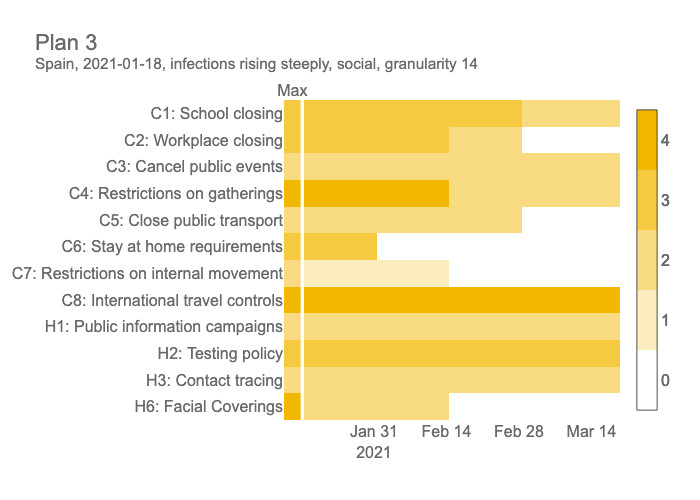 Plan 3
Spain, 2021-01-18, infections rising steeply, social, granularity 14
Max
C1: School closing
C2: Workplace closing
C3: Cancel public events
C4: Restrictions on gatherings
C5: Close public transport
C6: Stay at home requirements
C7: Restrictions on internal movement
C8: International travel controls
H1: Public information campaigns
H2: Testing policy
H3: Contact tracing
H6: Facial Coverings
4
3
2
1
0
Jan 31 Feb 14 Feb 28 Mar 14
2021